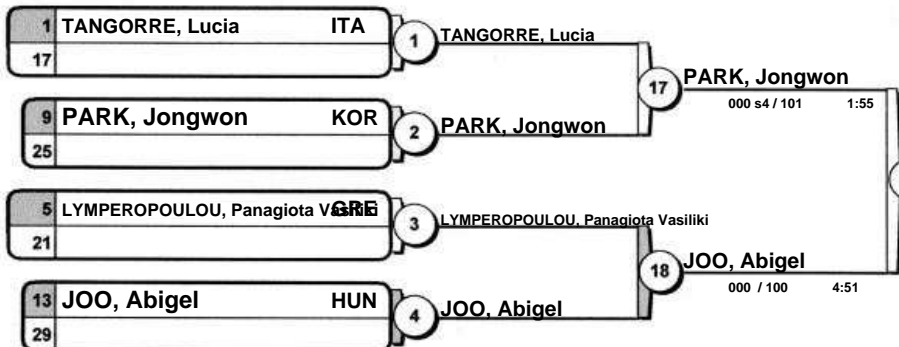 1 TANGORRE, Lucia ITA
17
1
TANGORRE, Lucia
9 PARK, Jongwon KOR
25
2
PARK, Jongwon
17
PARK, Jongwon
000 s4 / 101 1:55
5 LYMPEROPOULOU, Panagiota Vasiliki GRE
21
3
LYMPEROPOULOU, Panagiota Vasiliki
13 JOO, Abigel HUN
29
4
JOO, Abigel
18
JOO, Abigel
000 / 100 4:51